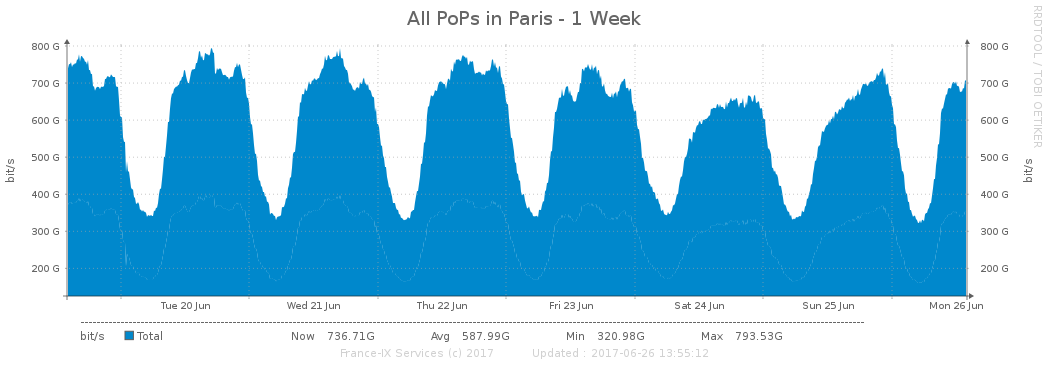 All PoPs in Paris - 1 Week
RRDTOOL / TOBI OETIKER
800 G 800 G
700 G 700 G
600 G 600 G
500 G 500 G
400 G 400 G
300 G 300 G
200 G 200 G
bit/s bit/s
Tue 20 Jun Wed 21 Jun Thu 22 Jun Fri 23 Jun Sat 24 Jun Sun 25 Jun Mon 26 Jun
bit/s Total Now 736.71G Avg 587.99G Min 320.98G Max 793.53G
France-IX Services (c) 2017 Updated : 2017-06-26 13:55:12